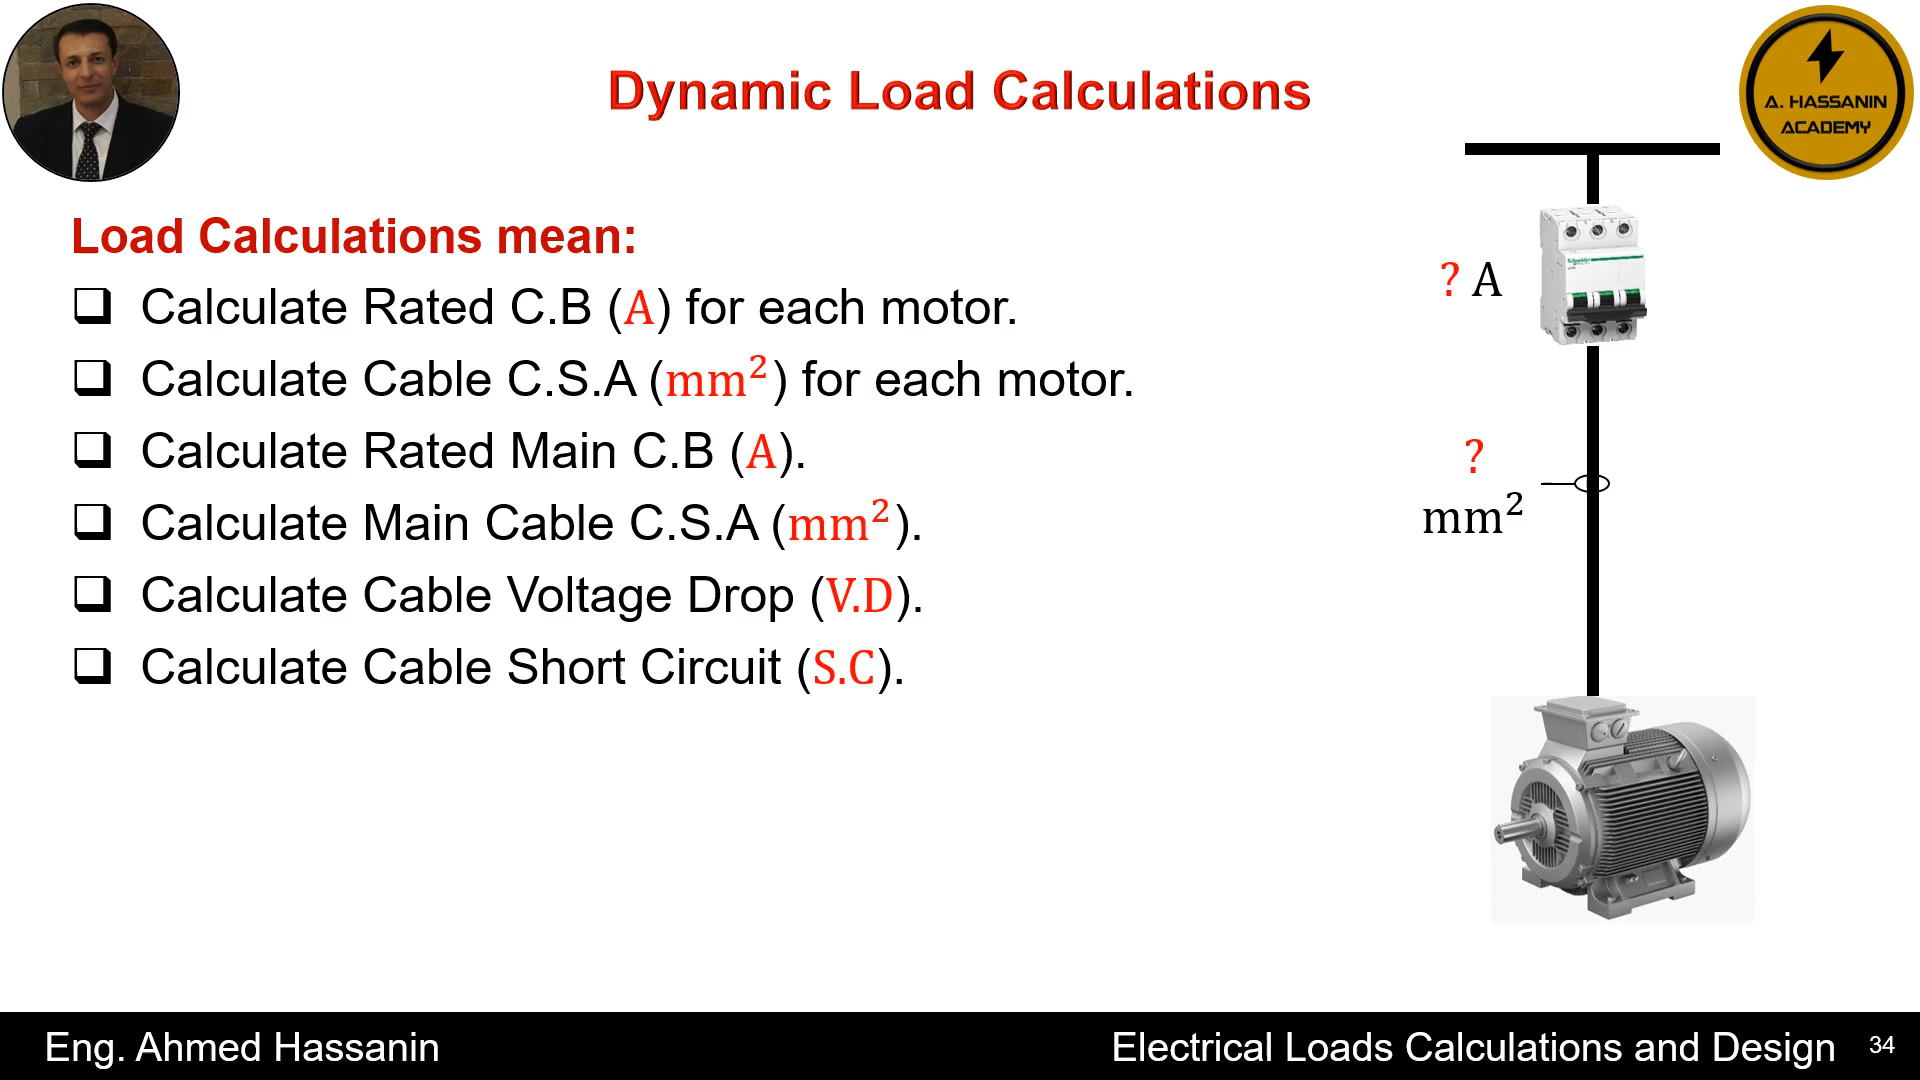 Dynamic Load Calculations
A. HASSANIN
ACADEMY
Load Calculations mean:
❑ Calculate Rated C.B (A) for each motor.
❑ Calculate Cable C.S.A (mm²) for each motor.
❑ Calculate Rated Main C.B (A).
❑ Calculate Main Cable C.S.A (mm²).
❑ Calculate Cable Voltage Drop (V.D).
❑ Calculate Cable Short Circuit (S.C).
? A
Schneider
?
mm²
Eng. Ahmed Hassanin
Electrical Loads Calculations and Design
34